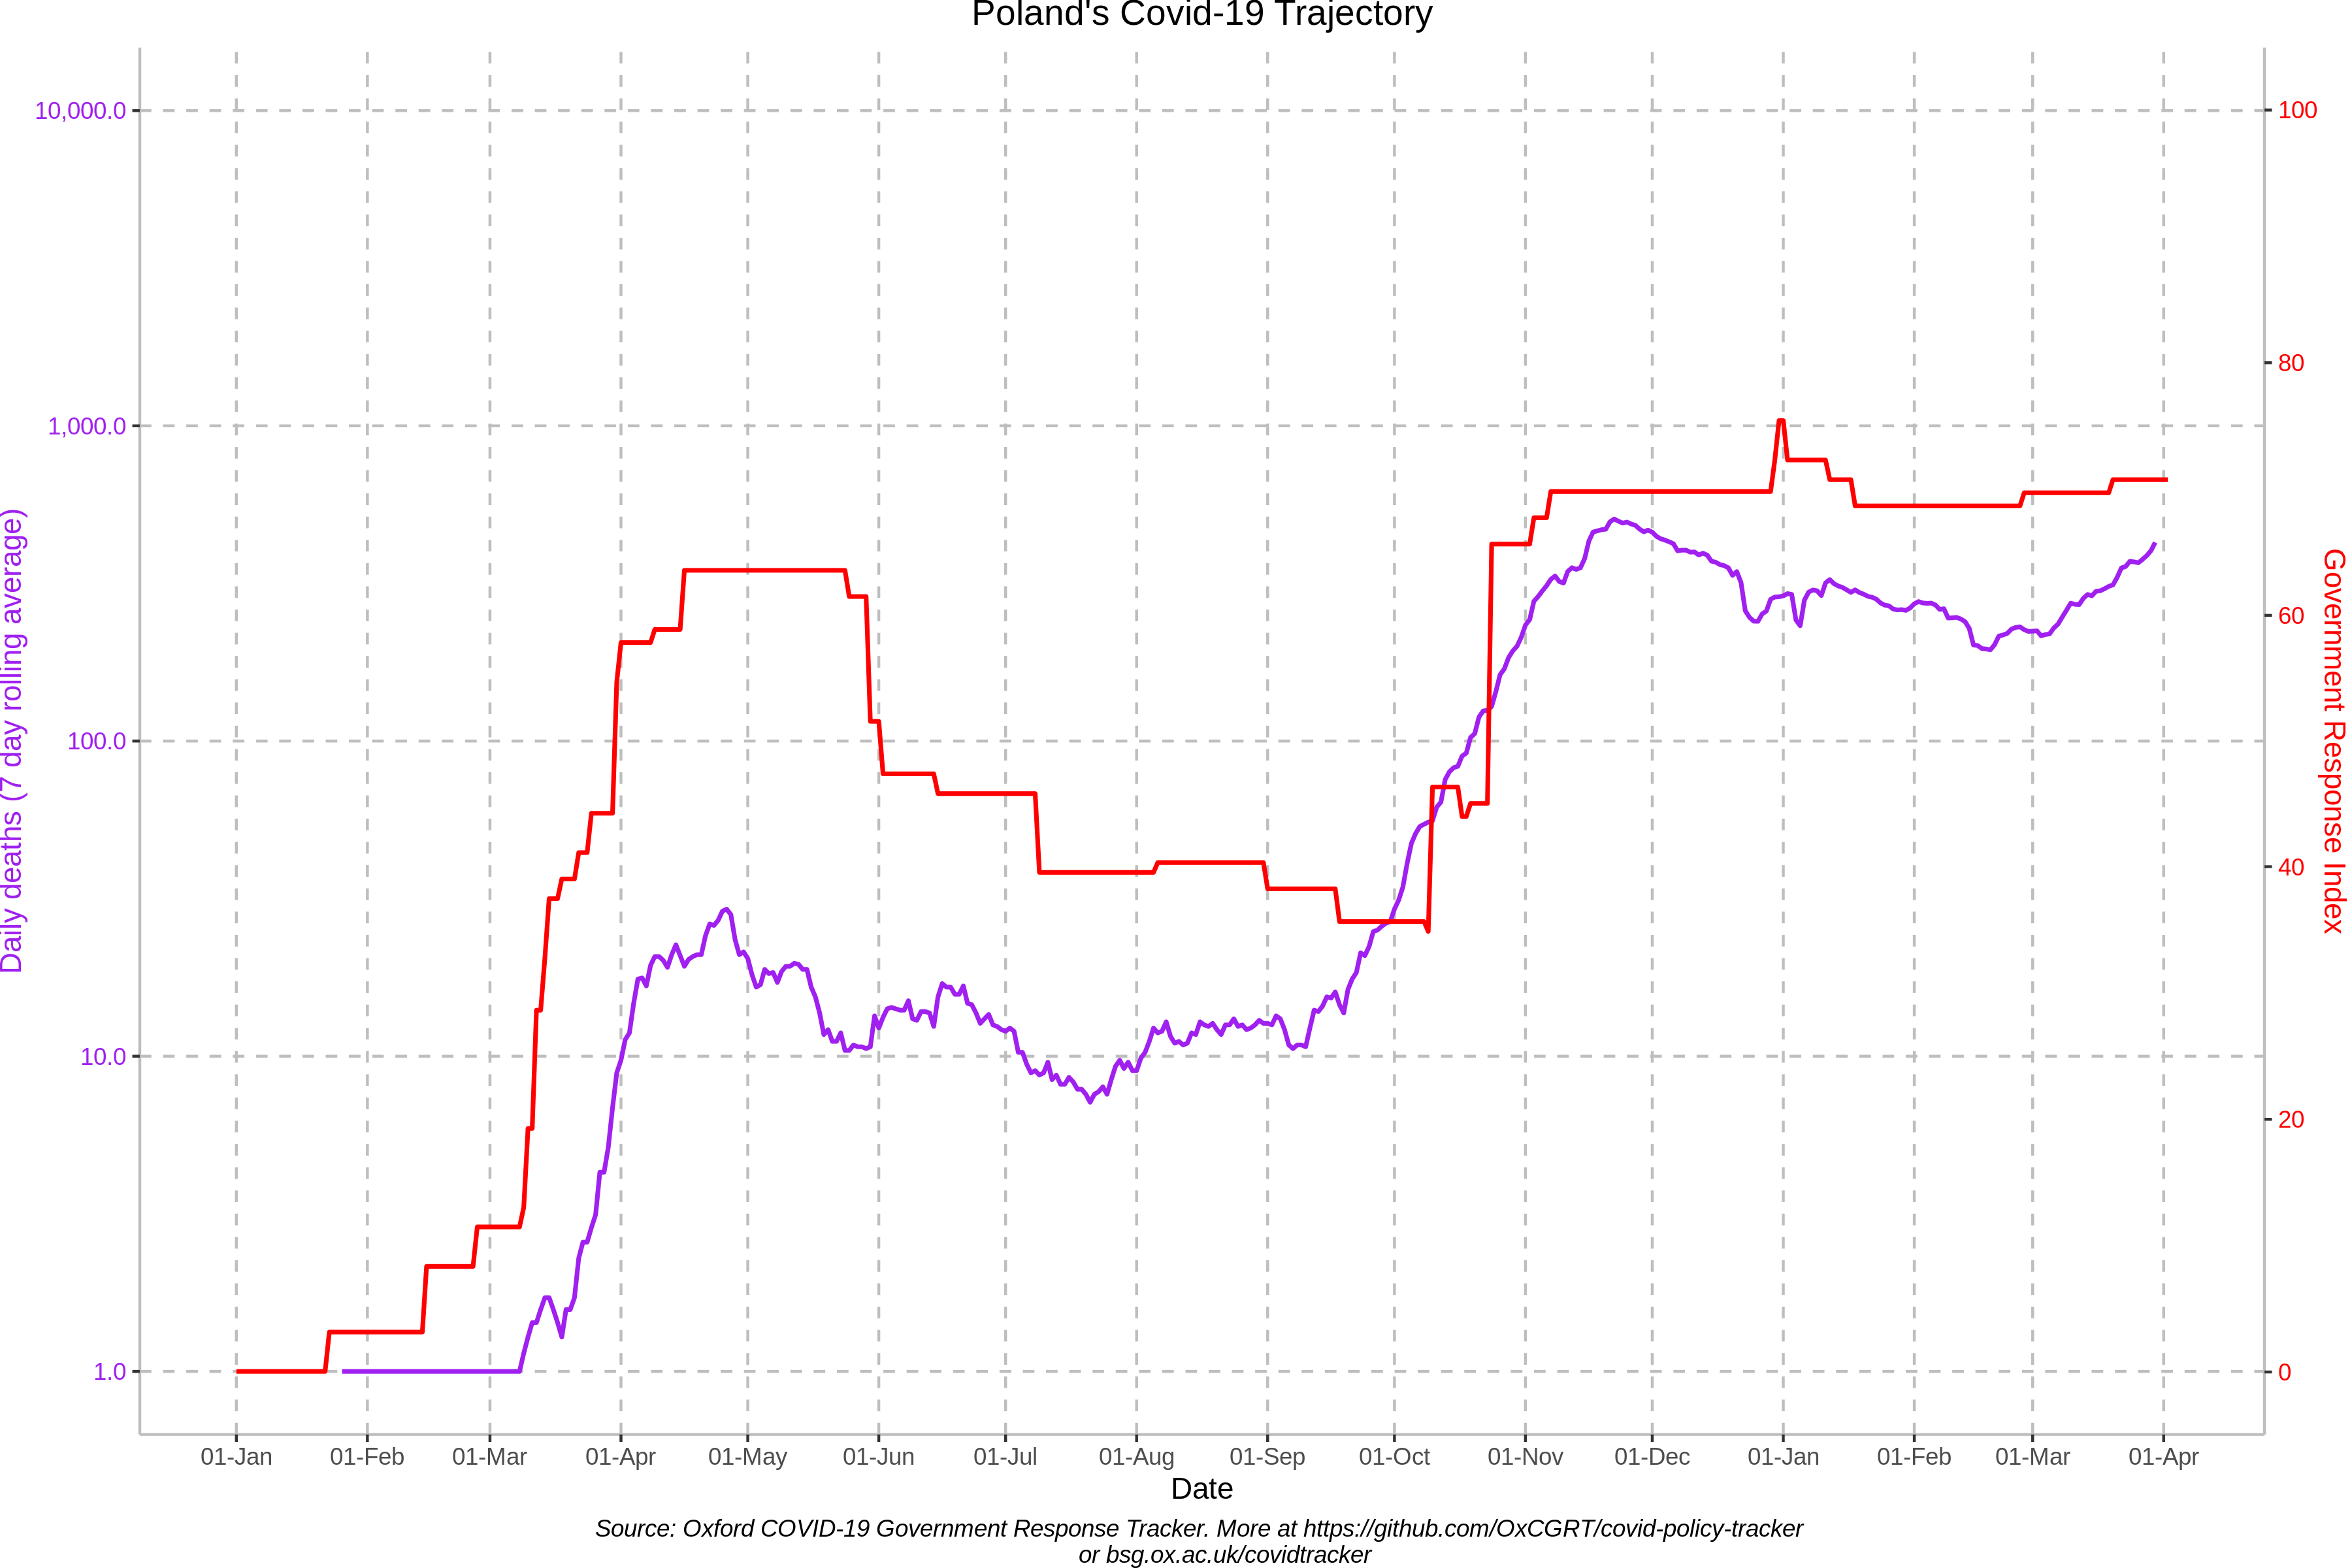 Poland's Covid-19 Trajectory
10,000.0
1,000.0
100.0
10.0
1.0
Daily deaths (7 day rolling average)
100
80
60
40
20
0
Government Response Index
01-Jan 01-Feb 01-Mar 01-Apr 01-May 01-Jun 01-Jul 01-Aug 01-Sep 01-Oct 01-Nov 01-Dec 01-Jan 01-Feb 01-Mar 01-Apr
Date
Source: Oxford COVID-19 Government Response Tracker. More at https://github.com/OxCGRT/covid-policy-tracker
or bsg.ox.ac.uk/covidtracker